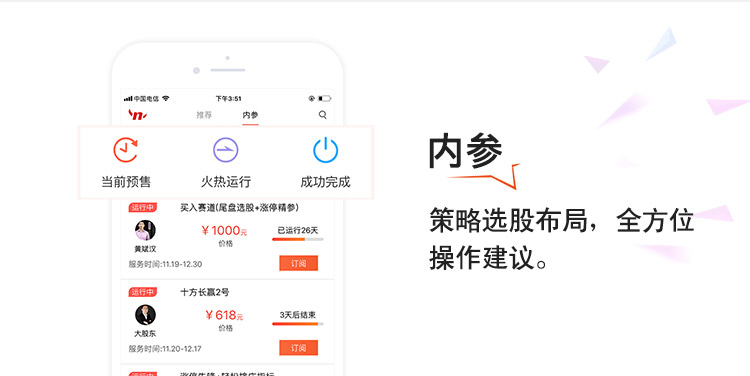 中国电信 下午3:51
推荐 内参
当前预售 火热运行 成功完成
运行中 买入赛道(尾盘选股+涨停精参)
¥1000元 已运行26天
价格
黄斌汉
服务时间:11.19-12.30 订阅
运行中 十方长赢2号
¥618元 3天后结束
价格
大股东
服务时间:11.20-12.17 订阅
内参
策略选股布局，全方位
操作建议。